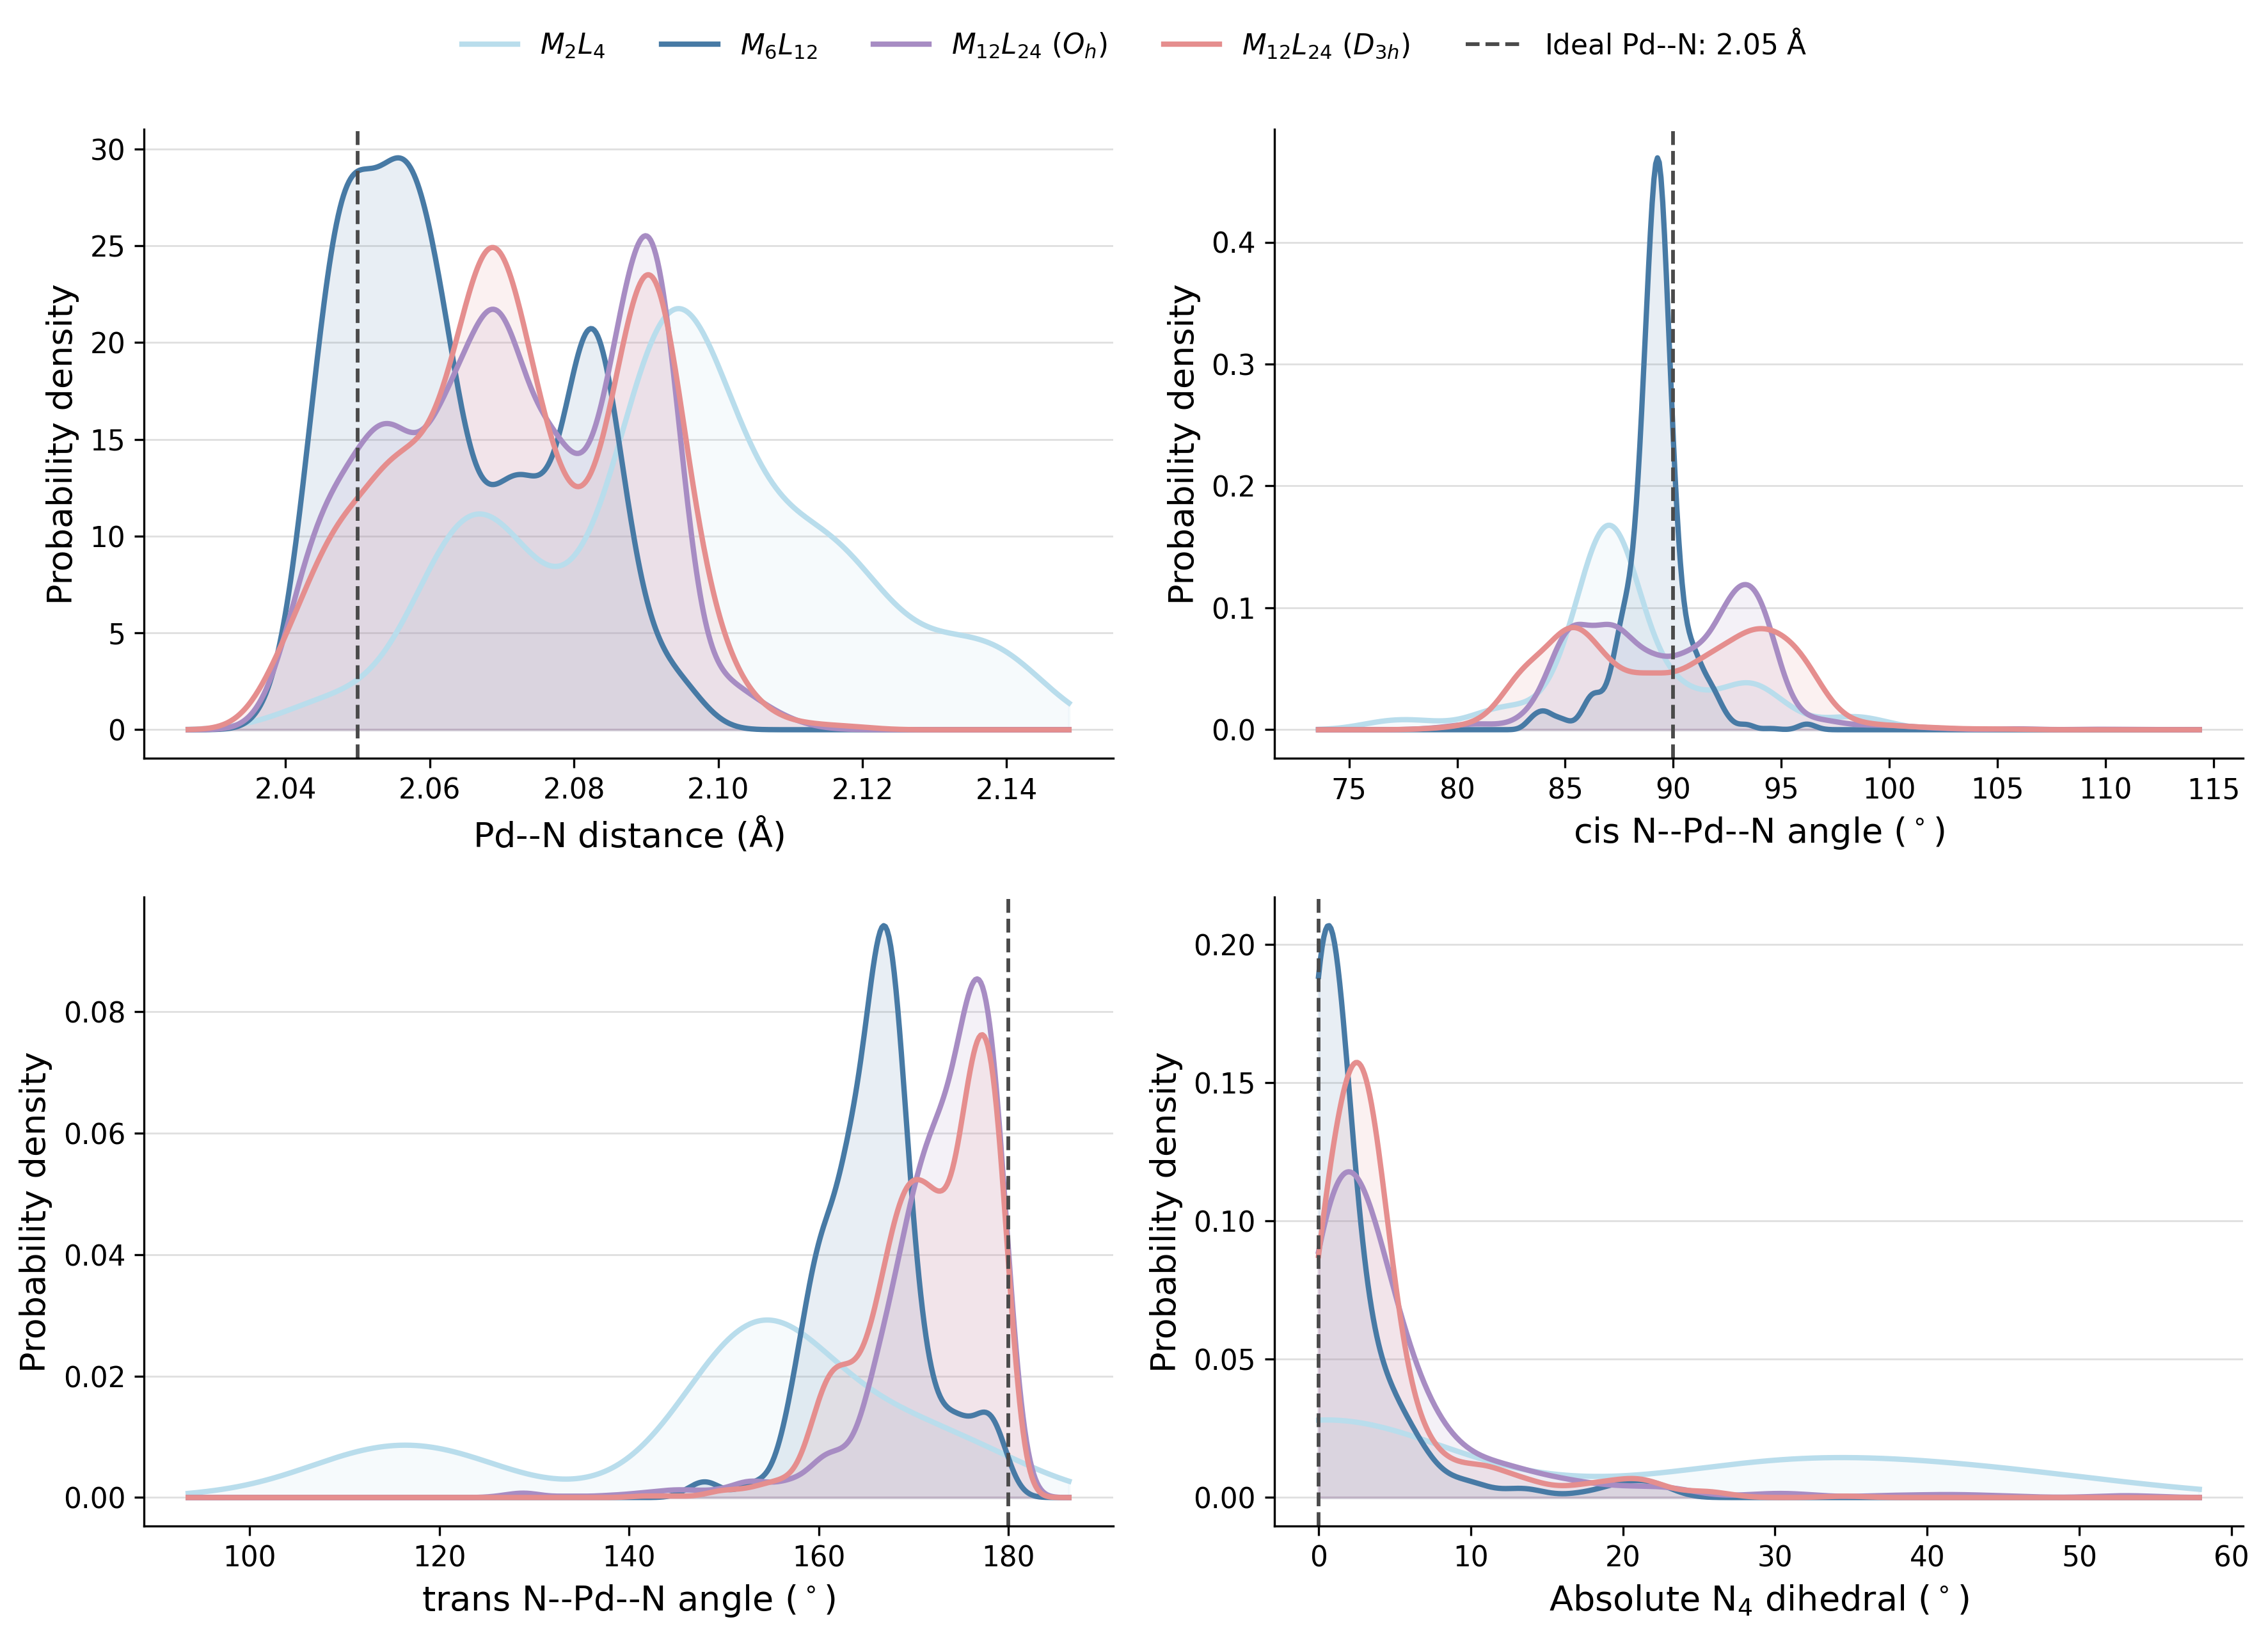 M₂L₄ M₆L₁₂ M₁₂L₂₄ (Oₕ) M₁₂L₂₄ (D₃ₕ) Ideal Pd--N: 2.05 Å
30
25
20
15
10
5
0
Probability density
2.04 2.06 2.08 2.10 2.12 2.14
Pd--N distance (Å)
0.4
0.3
0.2
0.1
0.0
Probability density
75 80 85 90 95 100 105 110 115
cis N--Pd--N angle (°)
0.08
0.06
0.04
0.02
0.00
Probability density
100 120 140 160 180
trans N--Pd--N angle (°)
0.20
0.15
0.10
0.05
0.00
Probability density
0 10 20 30 40 50 60
Absolute N₄ dihedral (°)